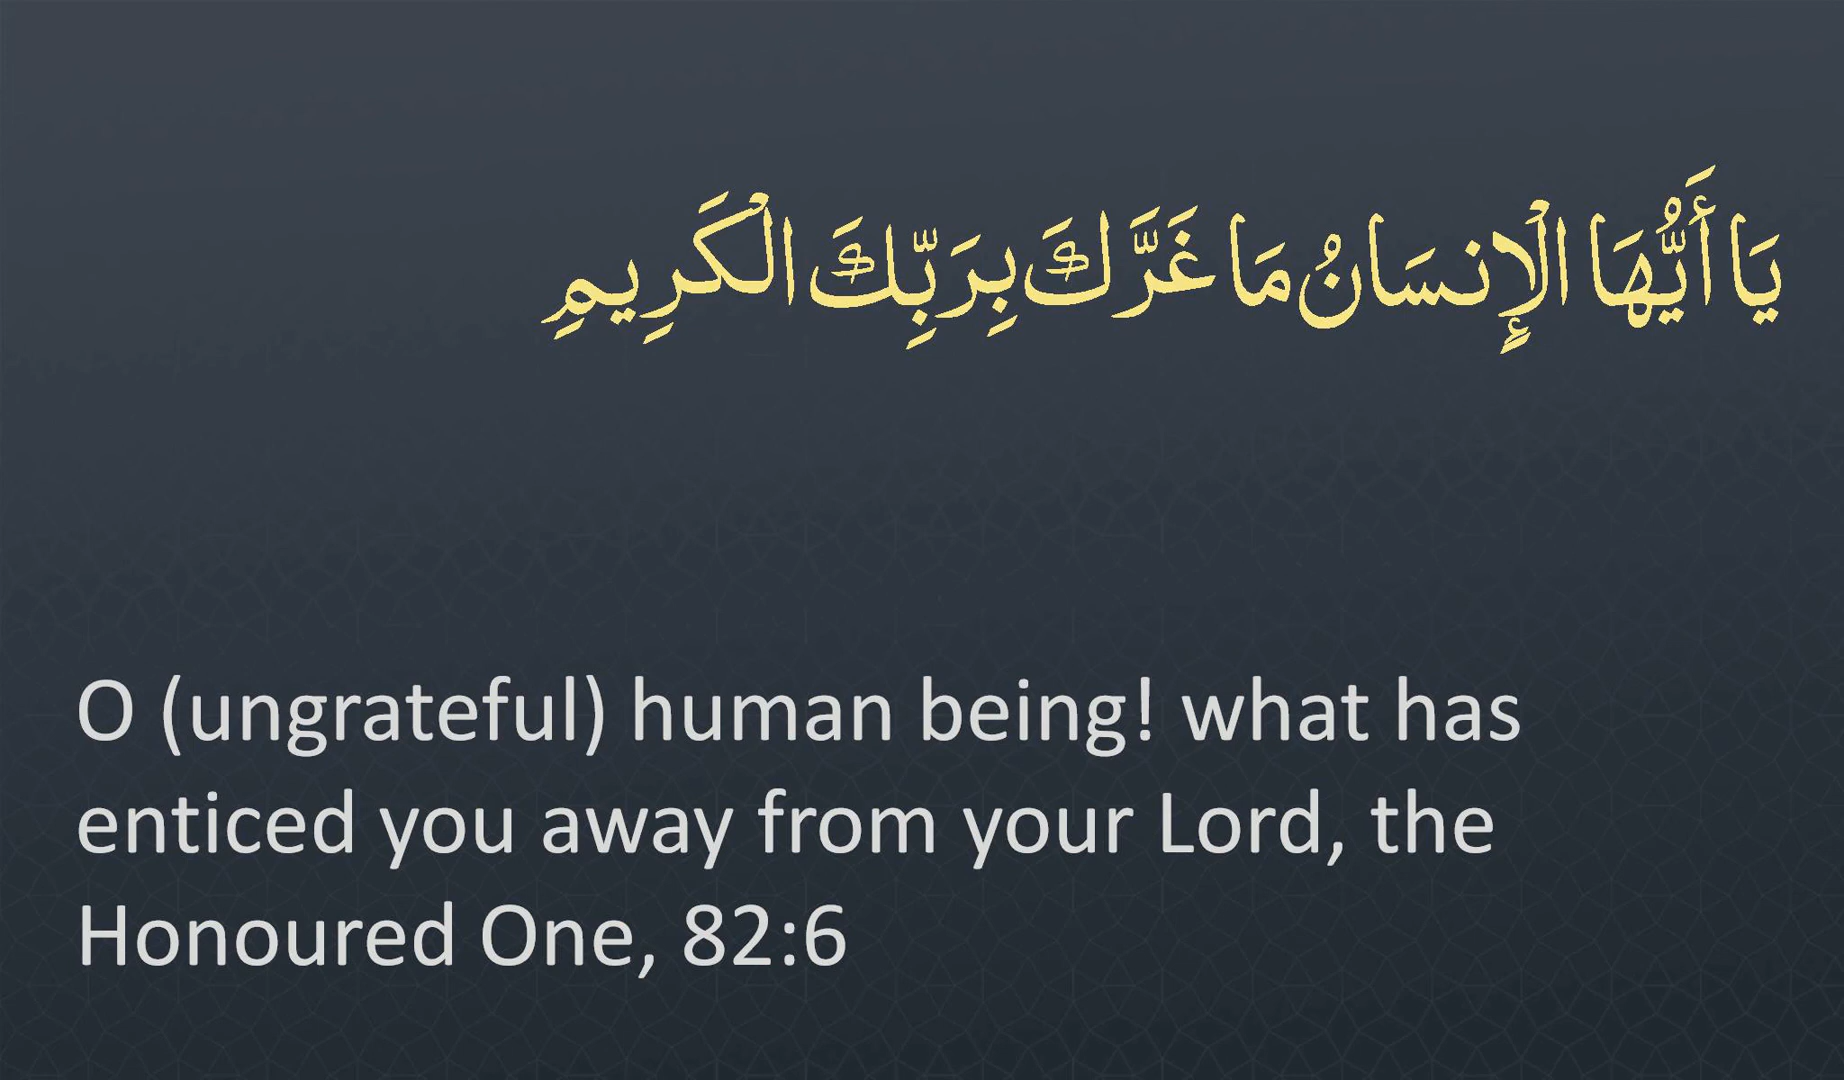 يَا أَيُّهَا الْإِنسَانُ مَا غَرَّكَ بِرَبِّكَ الْكَرِيمِ
O (ungrateful) human being! what has
enticed you away from your Lord, the
Honoured One, 82:6